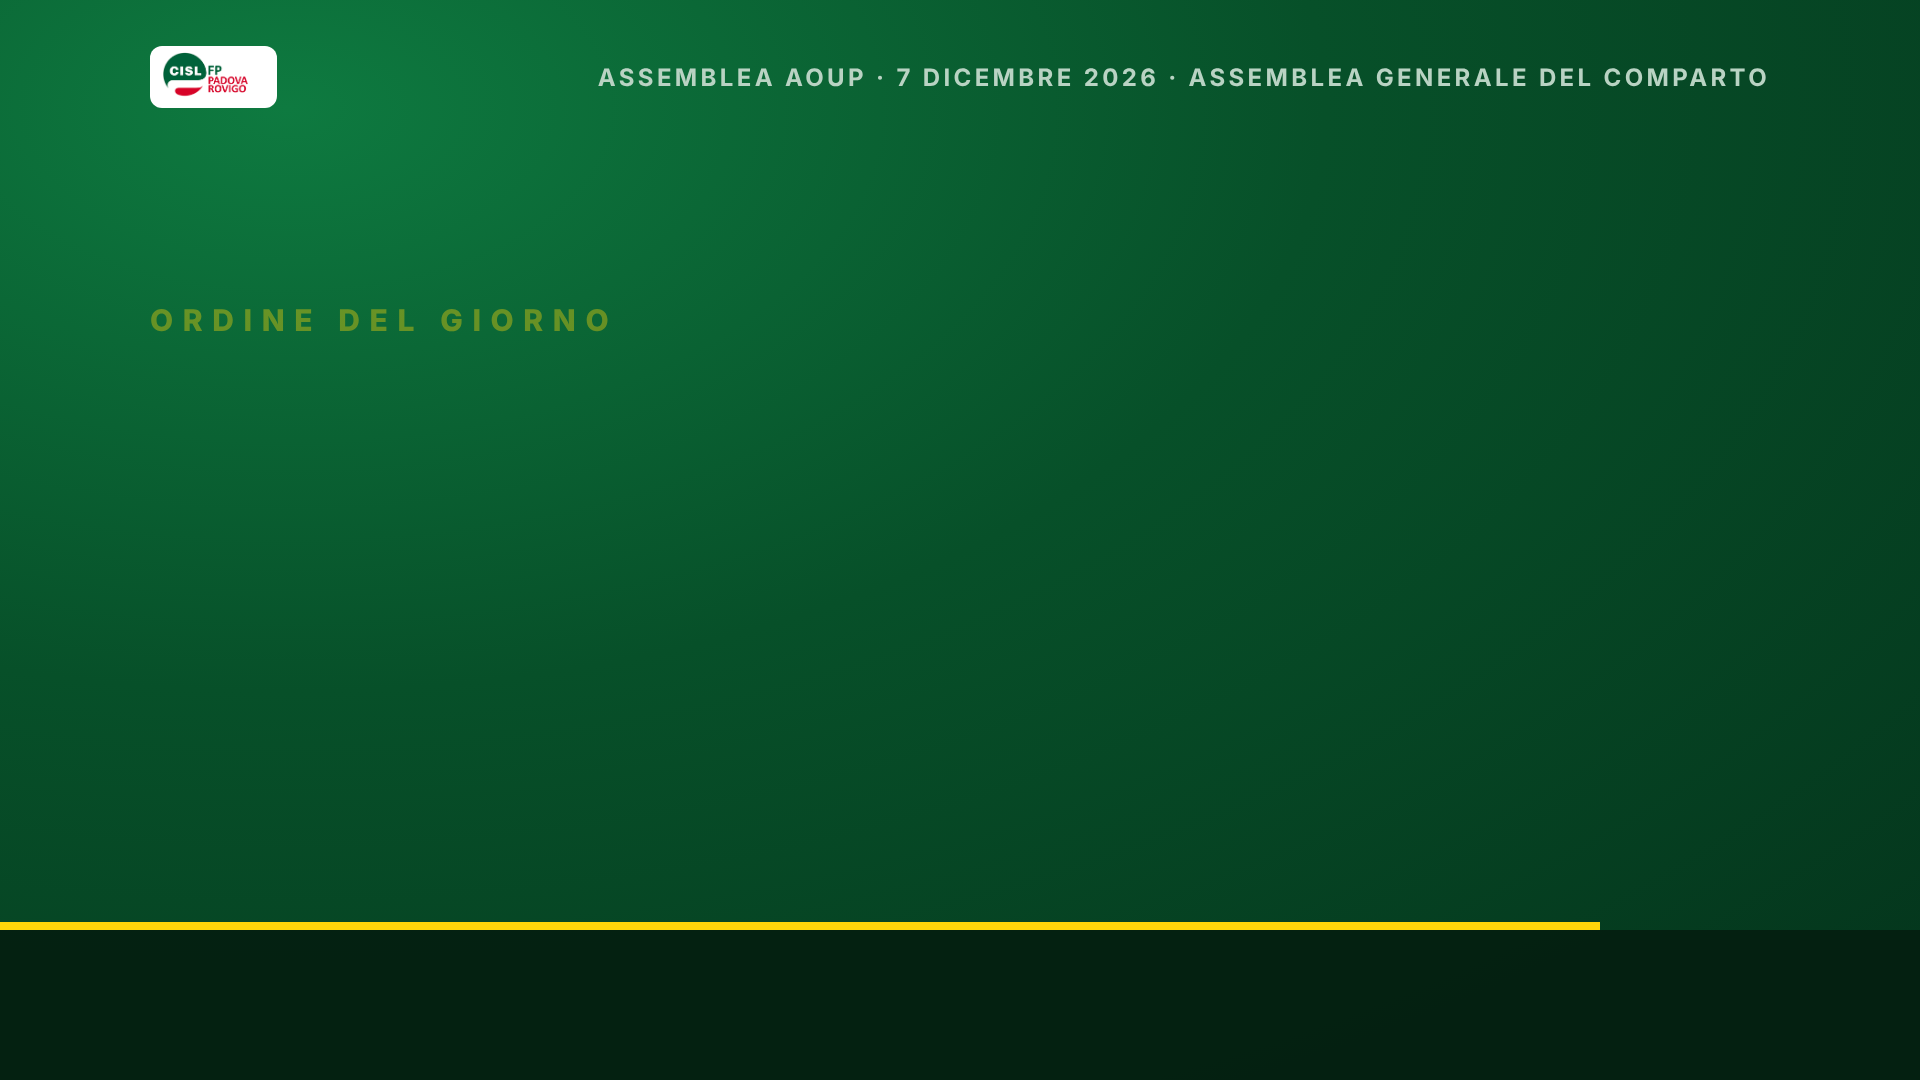 CISL FP
PADOVA
ROVIGO
ASSEMBLEA AOUP · 7 DICEMBRE 2026 · ASSEMBLEA GENERALE DEL COMPARTO
ORDINE DEL GIORNO